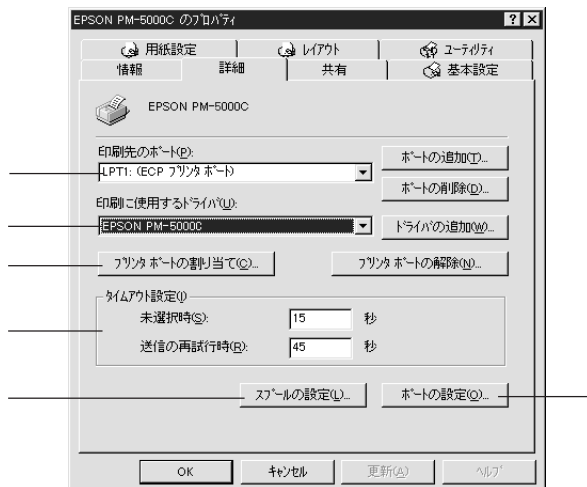 EPSON PM-5000C のプロパティ
用紙設定 レイアウト ユーティリティ
情報 詳細 共有 基本設定
EPSON PM-5000C
印刷先のポート(P):
LPT1: (ECP プリンタ ポート)
ポートの追加(T)...
ポートの削除(D)...
印刷に使用するドライバ(U):
EPSON PM-5000C
ドライバの追加(W)...
プリンタ ポートの割り当て(C)...
プリンタ ポートの解除(N)...
タイムアウト設定(I)
未選択時(S): 15 秒
送信の再試行時(R): 45 秒
スプールの設定(L)...
ポートの設定(O)...
OK キャンセル 更新(A) ヘルプ